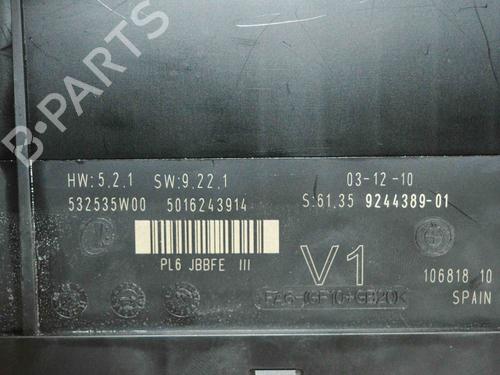 B-PARTS
HW:5.2.1 SW:9.22.1 03-12-10
532535W00 5016243914 S:61.35 9244389-01
PL6 JBBFE III
V1
106818 10
SPAIN